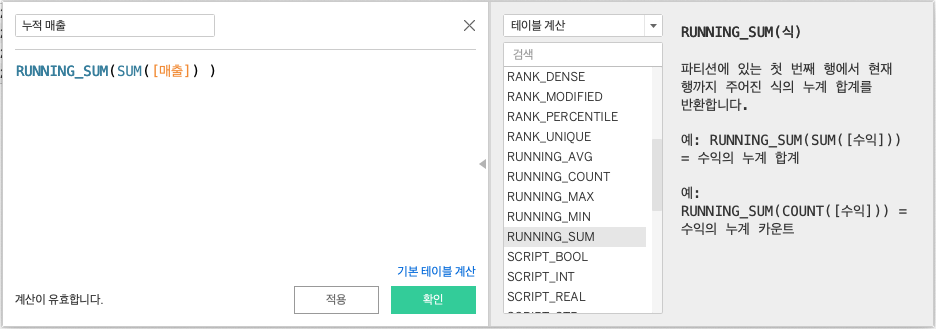 누적 매출
RUNNING_SUM(SUM([매출]) )
기본 테이블 계산
계산이 유효합니다.
적용
확인
테이블 계산
검색
RANK_DENSE
RANK_MODIFIED
RANK_PERCENTILE
RANK_UNIQUE
RUNNING_AVG
RUNNING_COUNT
RUNNING_MAX
RUNNING_MIN
RUNNING_SUM
SCRIPT_BOOL
SCRIPT_INT
SCRIPT_REAL
RUNNING_SUM(식)
파티션에 있는 첫 번째 행에서 현재
행까지 주어진 식의 누계 합계를
반환합니다.
예: RUNNING_SUM(SUM([수익]))
= 수익의 누계 합계
예:
RUNNING_SUM(COUNT([수익])) =
수익의 누계 카운트